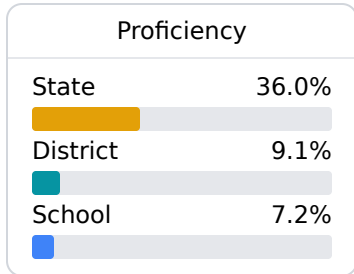 Proficiency
State 36.0%
District 9.1%
School 7.2%